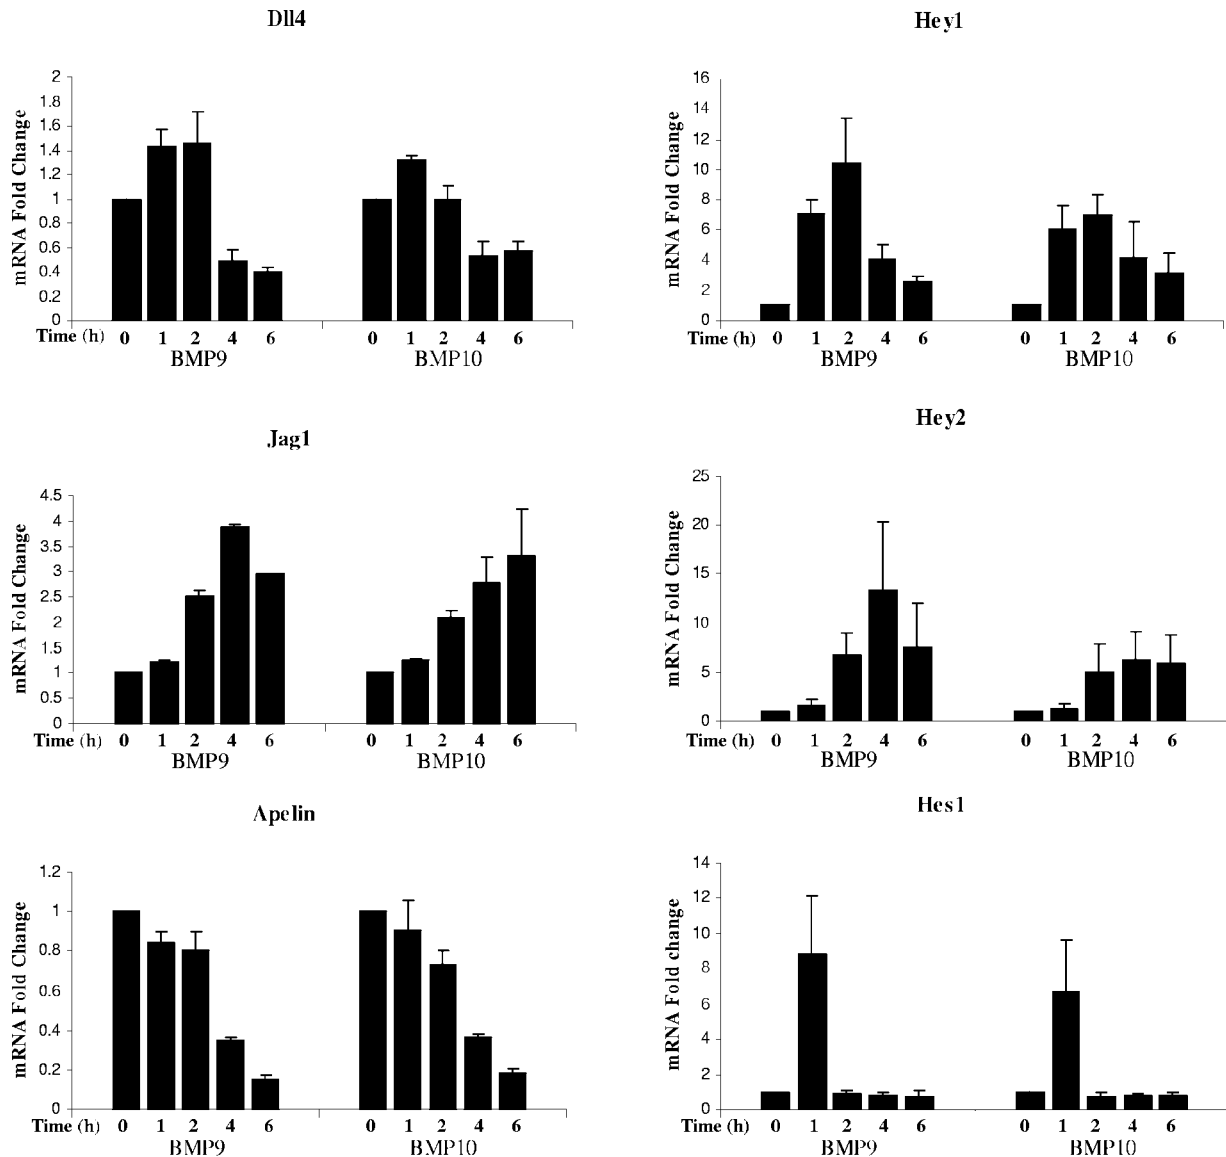 Dll4
mRNA Fold Change
2
1.8
1.6
1.4
1.2
1
0.8
0.6
0.4
0.2
0
Time (h) 0 1 2 4 6 0 1 2 4 6
BMP9 BMP10
Hey1
mRNA Fold Change
16
14
12
10
8
6
4
2
0
Time (h) 0 1 2 4 6 0 1 2 4 6
BMP9 BMP10
Jag1
mRNA Fold Change
4.5
4
3.5
3
2.5
2
1.5
1
0.5
0
Time (h) 0 1 2 4 6 0 1 2 4 6
BMP9 BMP10
Hey2
mRNA Fold Change
25
20
15
10
5
0
Time (h) 0 1 2 4 6 0 1 2 4 6
BMP9 BMP10
Apelin
mRNA Fold Change
1.2
1
0.8
0.6
0.4
0.2
0
Time (h) 0 1 2 4 6 0 1 2 4 6
BMP9 BMP10
Hes1
mRNA Fold change
14
12
10
8
6
4
2
0
Time (h) 0 1 2 4 6 0 1 2 4 6
BMP9 BMP10